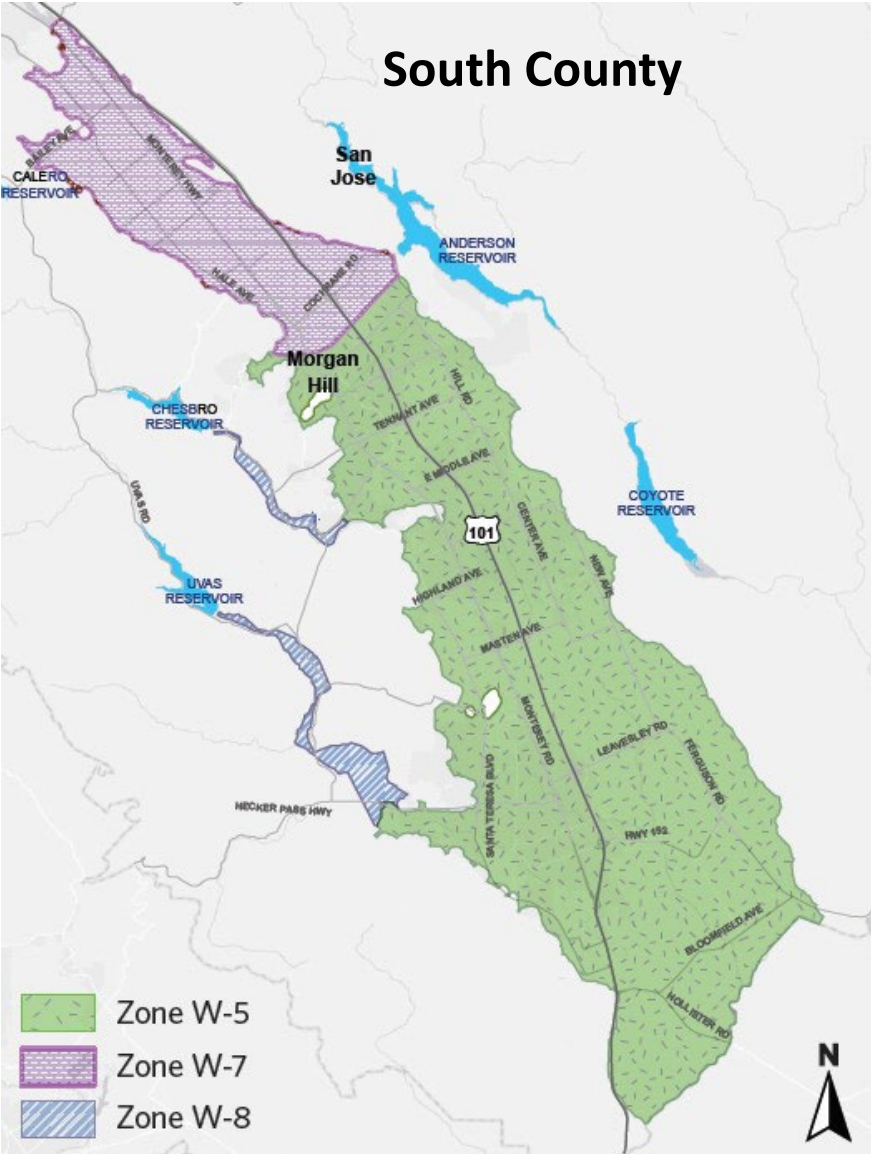 South County
San
Jose
BAILEY AVE
MONTEREY HWY
CALERO
RESERVOIR
ANDERSON
RESERVOIR
HALE AVE
COCHRANE RD
Morgan
Hill
HILL RD
CHESBRO
RESERVOIR
TENNANT AVE
E MIDDLE AVE
UVAS RD
COYOTE
RESERVOIR
101
CENTER AVE
NEW AVE
UVAS
RESERVOIR
HIGHLAND AVE
MASTEN AVE
MONTEREY RD
LEAVESLEY RD
FERGUSON RD
SANTA TERESA BLVD
HECKER PASS HWY
HWY 152
BLOOMFIELD AVE
HOLLISTER RD
Zone W-5
Zone W-7
Zone W-8
N